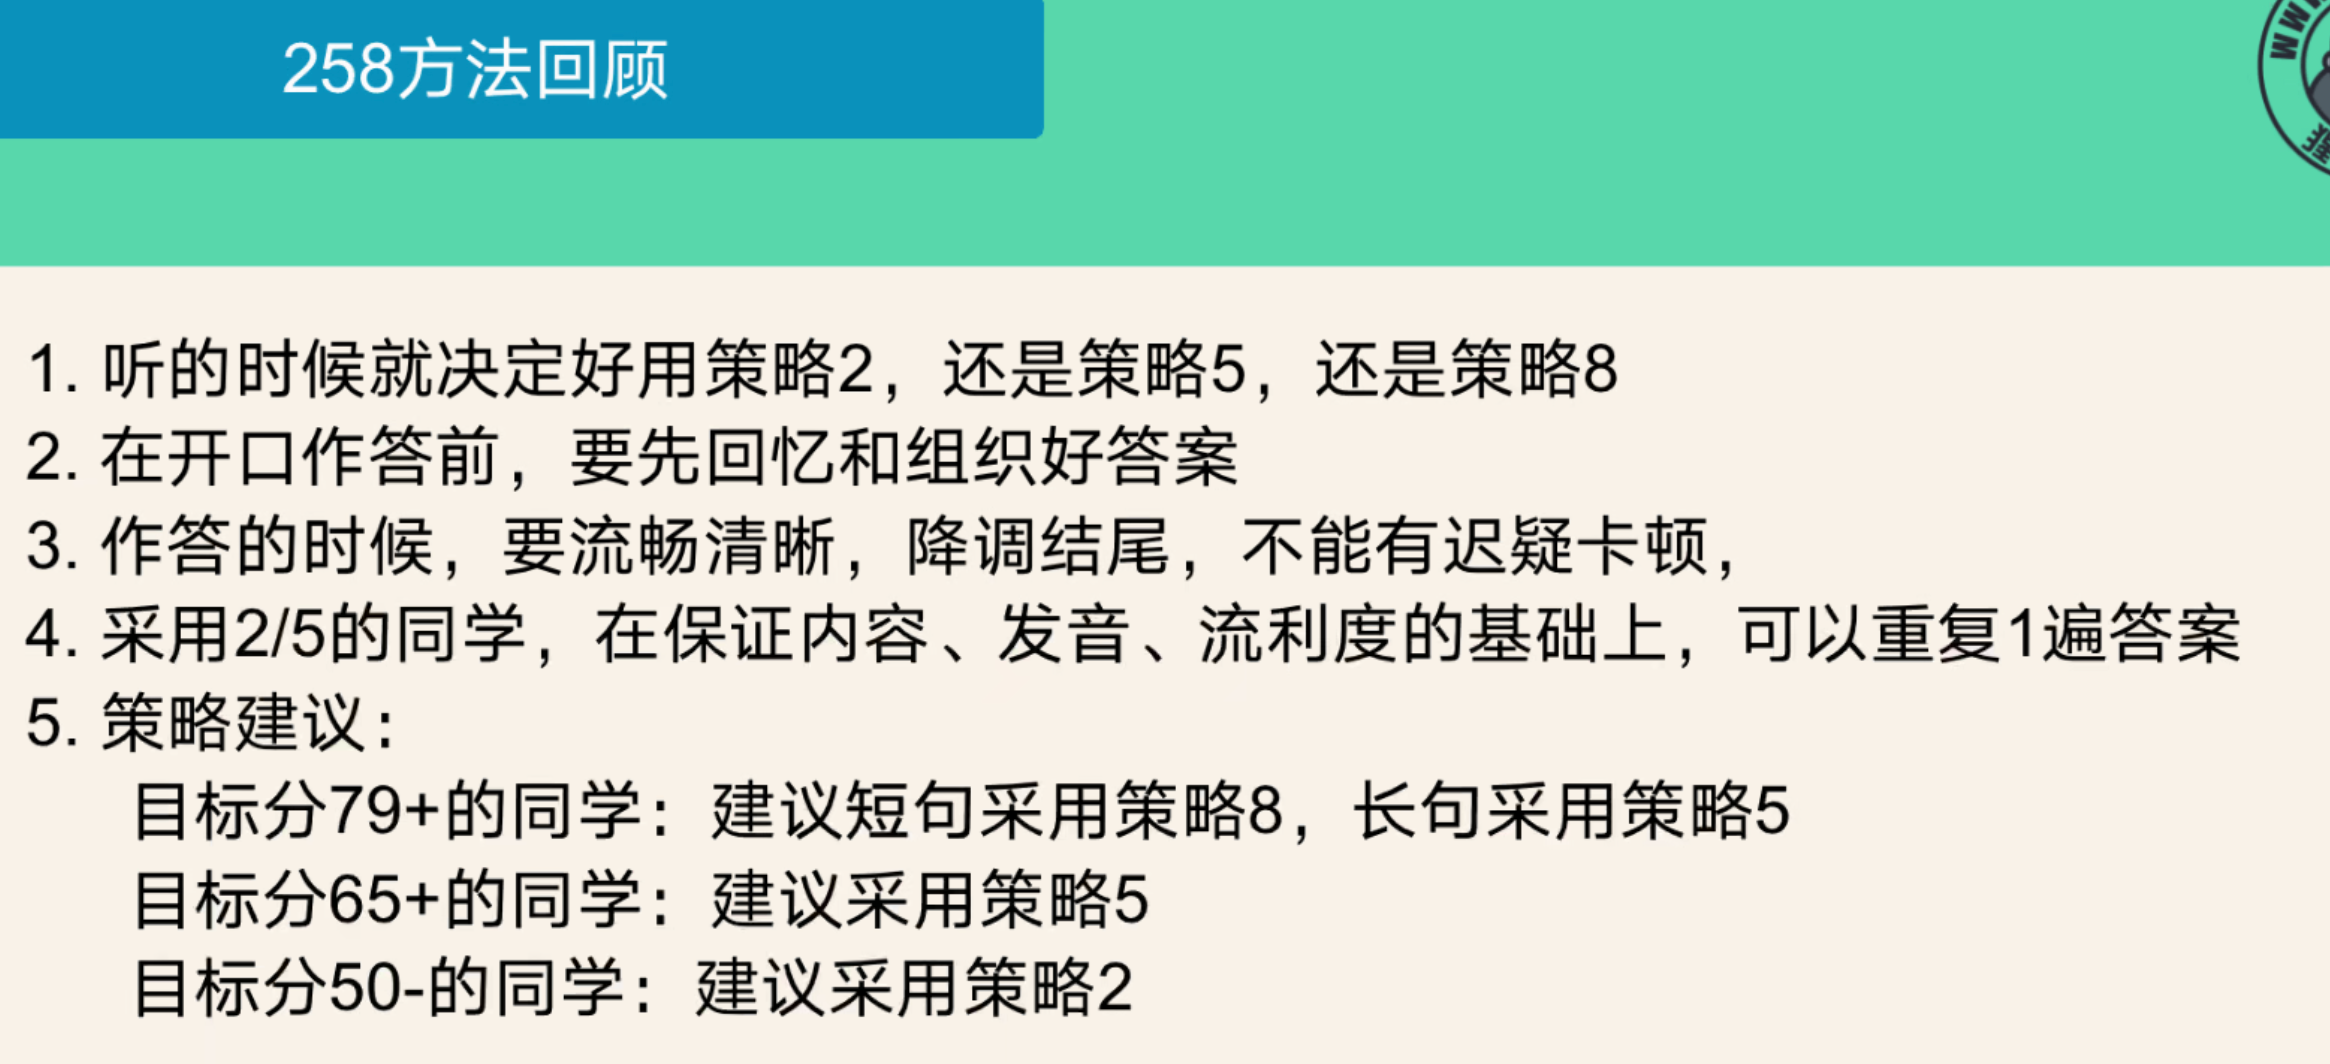 258方法回顾
1. 听的时候就决定好用策略2，还是策略5，还是策略8
2. 在开口作答前，要先回忆和组织好答案
3. 作答的时候，要流畅清晰，降调结尾，不能有迟疑卡顿，
4. 采用2/5的同学，在保证内容、发音、流利度的基础上，可以重复1遍答案
5. 策略建议：
目标分79+的同学：建议短句采用策略8，长句采用策略5
目标分65+的同学：建议采用策略5
目标分50-的同学：建议采用策略2